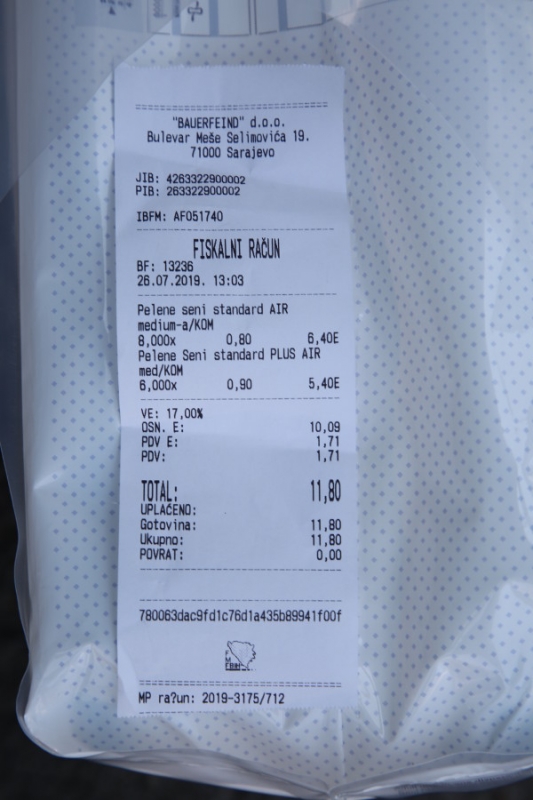 "BAUERFEIND" d.o.o.
Bulevar Meše Selimovića 19.
71000 Sarajevo
JIB: 4263322900002
PIB: 263322900002
IBFM: AF051740
FISKALNI RAČUN
BF: 13236
26.07.2019. 13:03
Pelene seni standard AIR
medium-a/KOM
8,000x 0,80 6,40E
Pelene Seni standard PLUS AIR
med/KOM
6,000x 0,90 5,40E
VE: 17,00%
OSN. E: 10,09
PDV E: 1,71
PDV: 1,71
TOTAL: 11,80
UPLAĆENO:
Gotovina: 11,80
Ukupno: 11,80
POVRAT: 0,00
780063dac9fd1c76d1a435b89941f00f
MP ra?un: 2019-3175/712